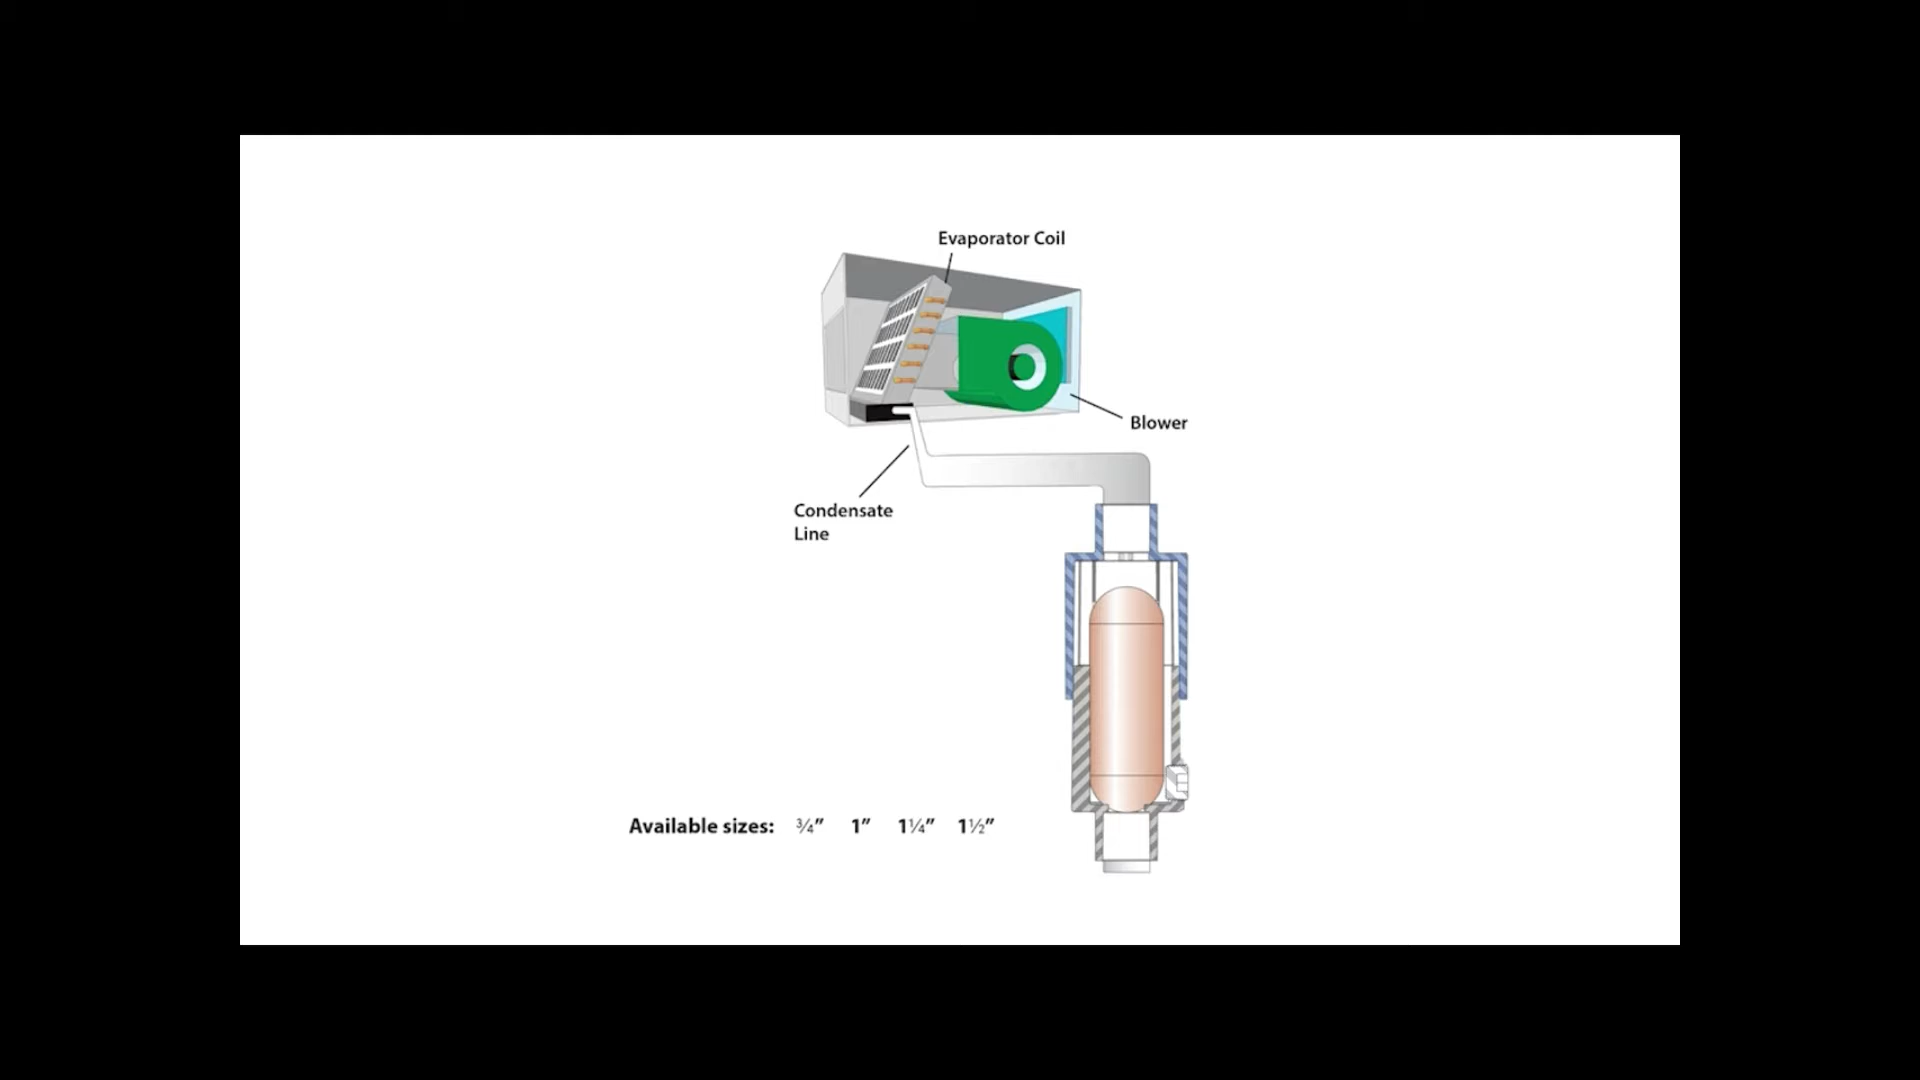 Evaporator Coil
Blower
Condensate
Line
Available sizes: ¾” 1” 1¼” 1½”